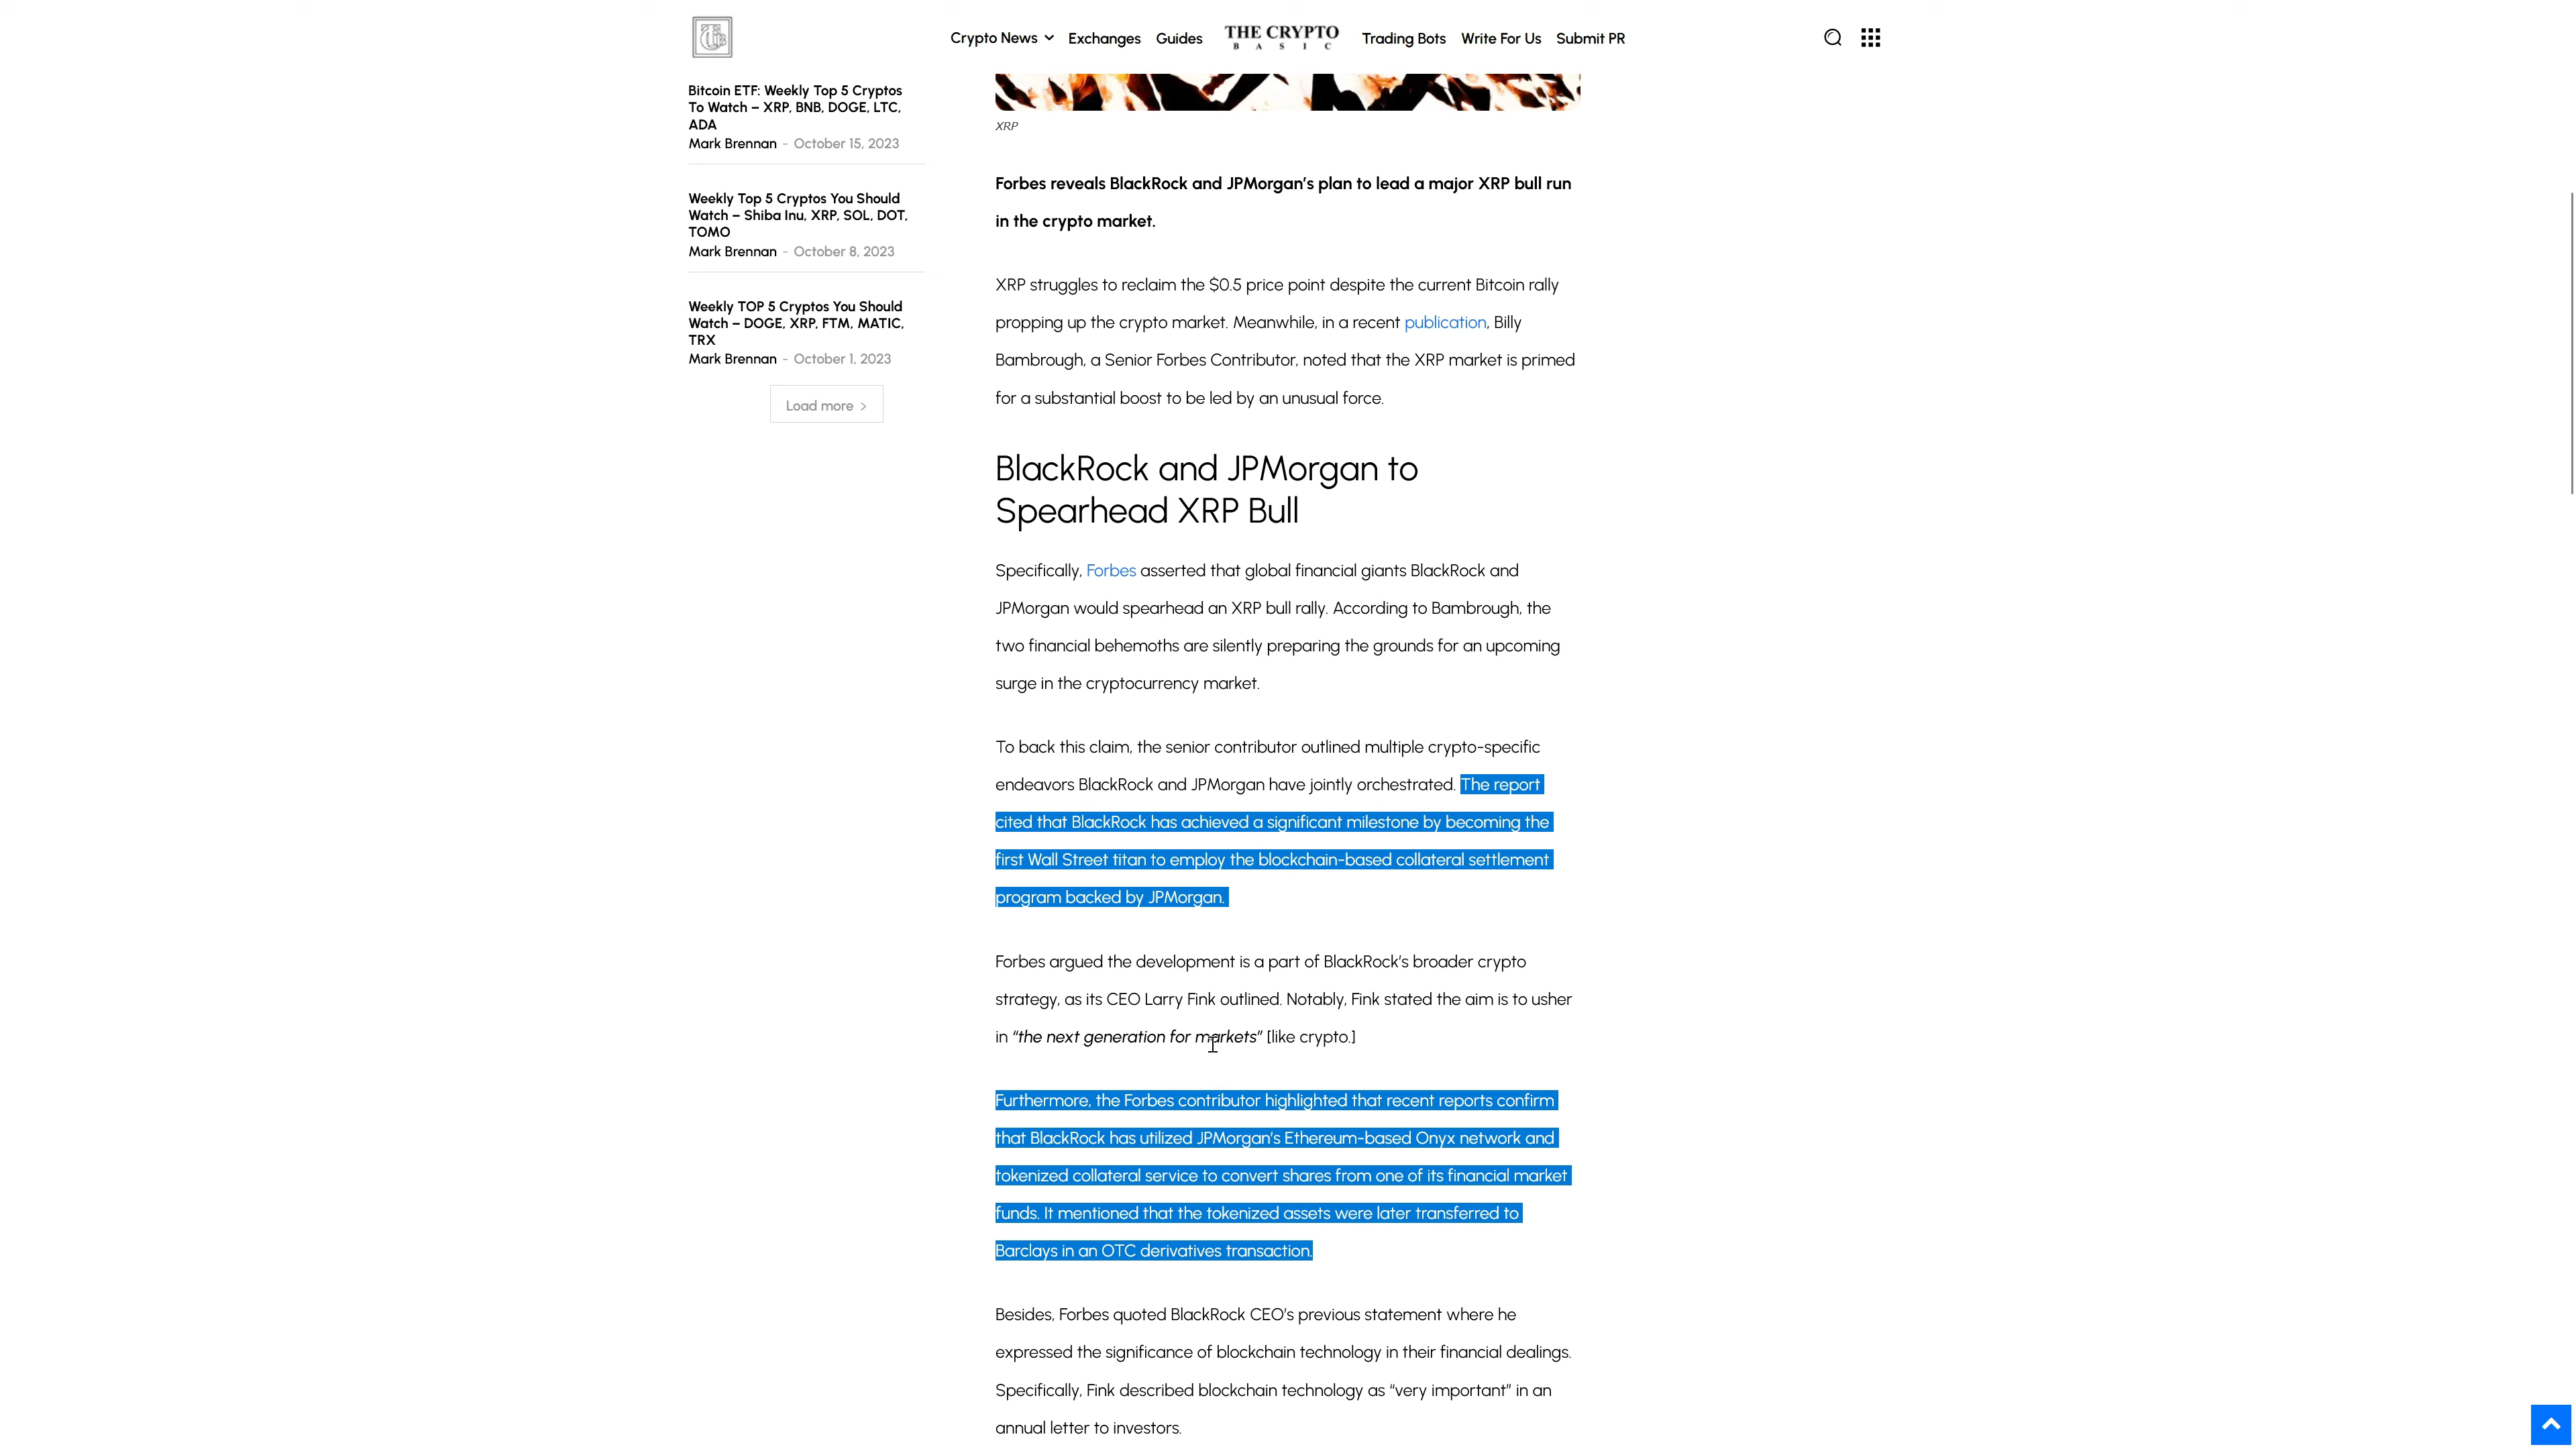 Crypto News Exchanges Guides THE CRYPTO BASIC Trading Bots Write For Us Submit PR
Bitcoin ETF: Weekly Top 5 Cryptos
To Watch – XRP, BNB, DOGE, LTC,
ADA
Mark Brennan - October 15, 2023
Weekly Top 5 Cryptos You Should
Watch – Shiba Inu, XRP, SOL, DOT,
TOMO
Mark Brennan - October 8, 2023
Weekly TOP 5 Cryptos You Should
Watch – DOGE, XRP, FTM, MATIC,
TRX
Mark Brennan - October 1, 2023
Load more
XRP
Forbes reveals BlackRock and JPMorgan’s plan to lead a major XRP bull run
in the crypto market.
XRP struggles to reclaim the $0.5 price point despite the current Bitcoin rally
propping up the crypto market. Meanwhile, in a recent publication, Billy
Bambrough, a Senior Forbes Contributor, noted that the XRP market is primed
for a substantial boost to be led by an unusual force.
BlackRock and JPMorgan to
Spearhead XRP Bull
Specifically, Forbes asserted that global financial giants BlackRock and
JPMorgan would spearhead an XRP bull rally. According to Bambrough, the
two financial behemoths are silently preparing the grounds for an upcoming
surge in the cryptocurrency market.
To back this claim, the senior contributor outlined multiple crypto-specific
endeavors BlackRock and JPMorgan have jointly orchestrated. The report
cited that BlackRock has achieved a significant milestone by becoming the
first Wall Street titan to employ the blockchain-based collateral settlement
program backed by JPMorgan.
Forbes argued the development is a part of BlackRock’s broader crypto
strategy, as its CEO Larry Fink outlined. Notably, Fink stated the aim is to usher
in “the next generation for markets” [like crypto.]
Furthermore, the Forbes contributor highlighted that recent reports confirm
that BlackRock has utilized JPMorgan’s Ethereum-based Onyx network and
tokenized collateral service to convert shares from one of its financial market
funds. It mentioned that the tokenized assets were later transferred to
Barclays in an OTC derivatives transaction.
Besides, Forbes quoted BlackRock CEO’s previous statement where he
expressed the significance of blockchain technology in their financial dealings.
Specifically, Fink described blockchain technology as “very important” in an
annual letter to investors.